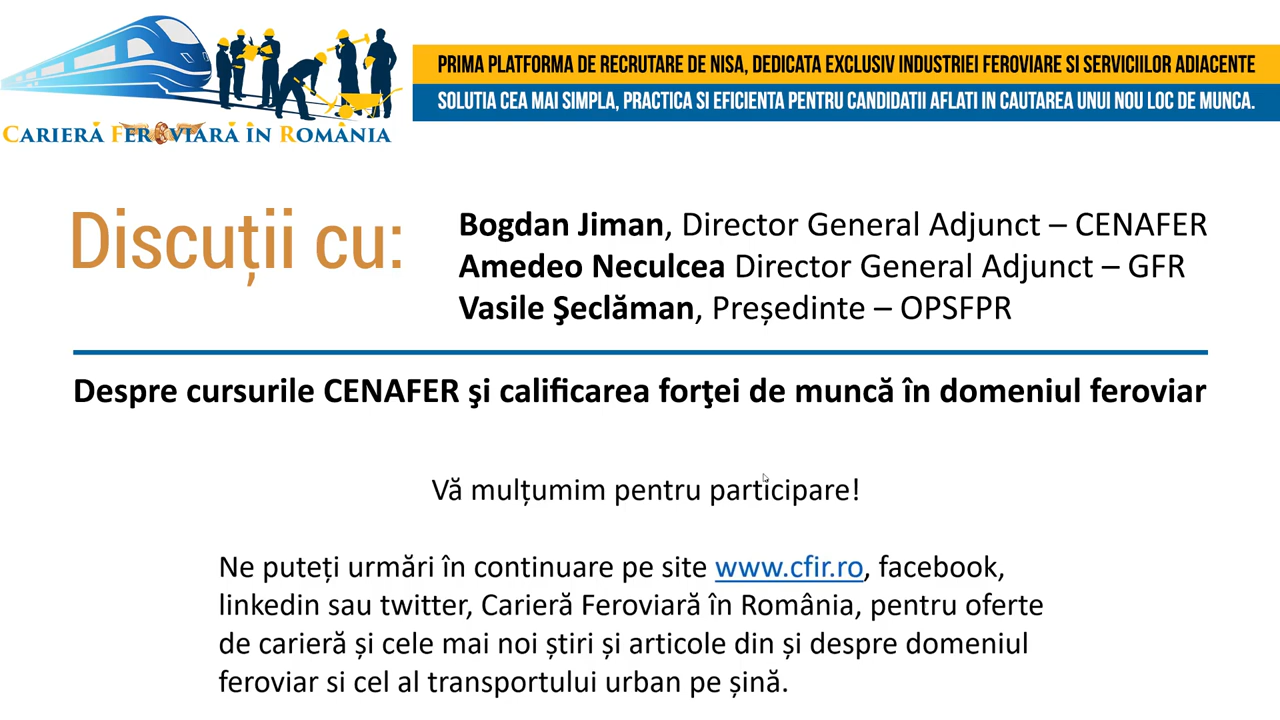 PRIMA PLATFORMA DE RECRUTARE DE NISA, DEDICATA EXCLUSIV INDUSTRIEI FEROVIARE SI SERVICIILOR ADIACENTE
SOLUTIA CEA MAI SIMPLA, PRACTICA SI EFICIENTA PENTRU CANDIDATII AFLATI IN CAUTAREA UNUI NOU LOC DE MUNCA.
CARIERĂ FEROVIARĂ ÎN ROMÂNIA
Discuții cu:
Bogdan Jiman, Director General Adjunct – CENAFER
Amedeo Neculcea Director General Adjunct – GFR
Vasile Şeclăman, Președinte – OPSFPR
Despre cursurile CENAFER şi calificarea forţei de muncă în domeniul feroviar
Vă mulțumim pentru participare!
Ne puteți urmări în continuare pe site www.cfir.ro, facebook,
linkedin sau twitter, Carieră Feroviară în România, pentru oferte
de carieră și cele mai noi știri și articole din și despre domeniul
feroviar si cel al transportului urban pe șină.